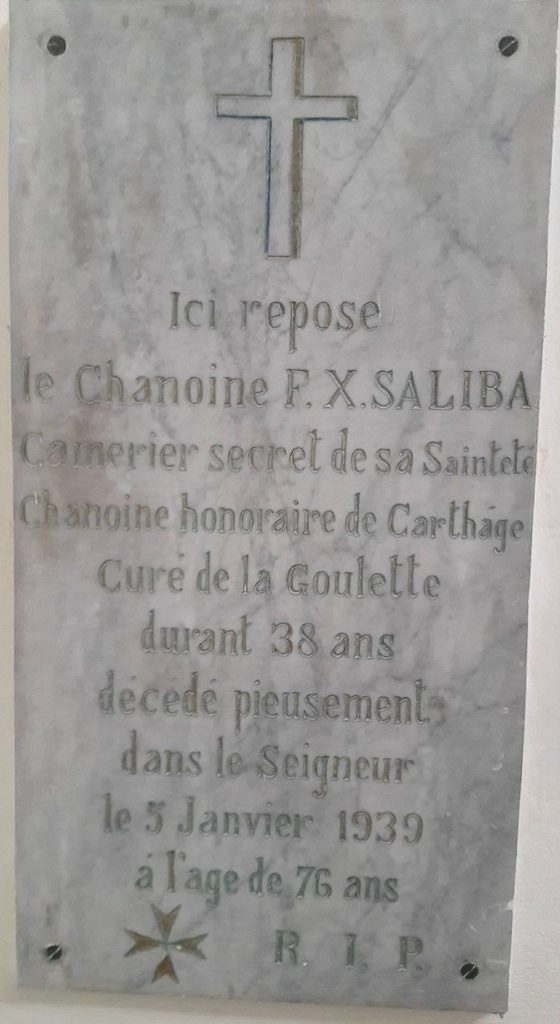 Ici repose
le Chanoine F. X. SALIBA
Camerier secret de sa Sainteté
Chanoine honoraire de Carthage
Curé de la Goulette
durant 38 ans
décédé pieusement
dans le Seigneur
le 5 Janvier 1939
á l'age de 76 ans
R. I. P.